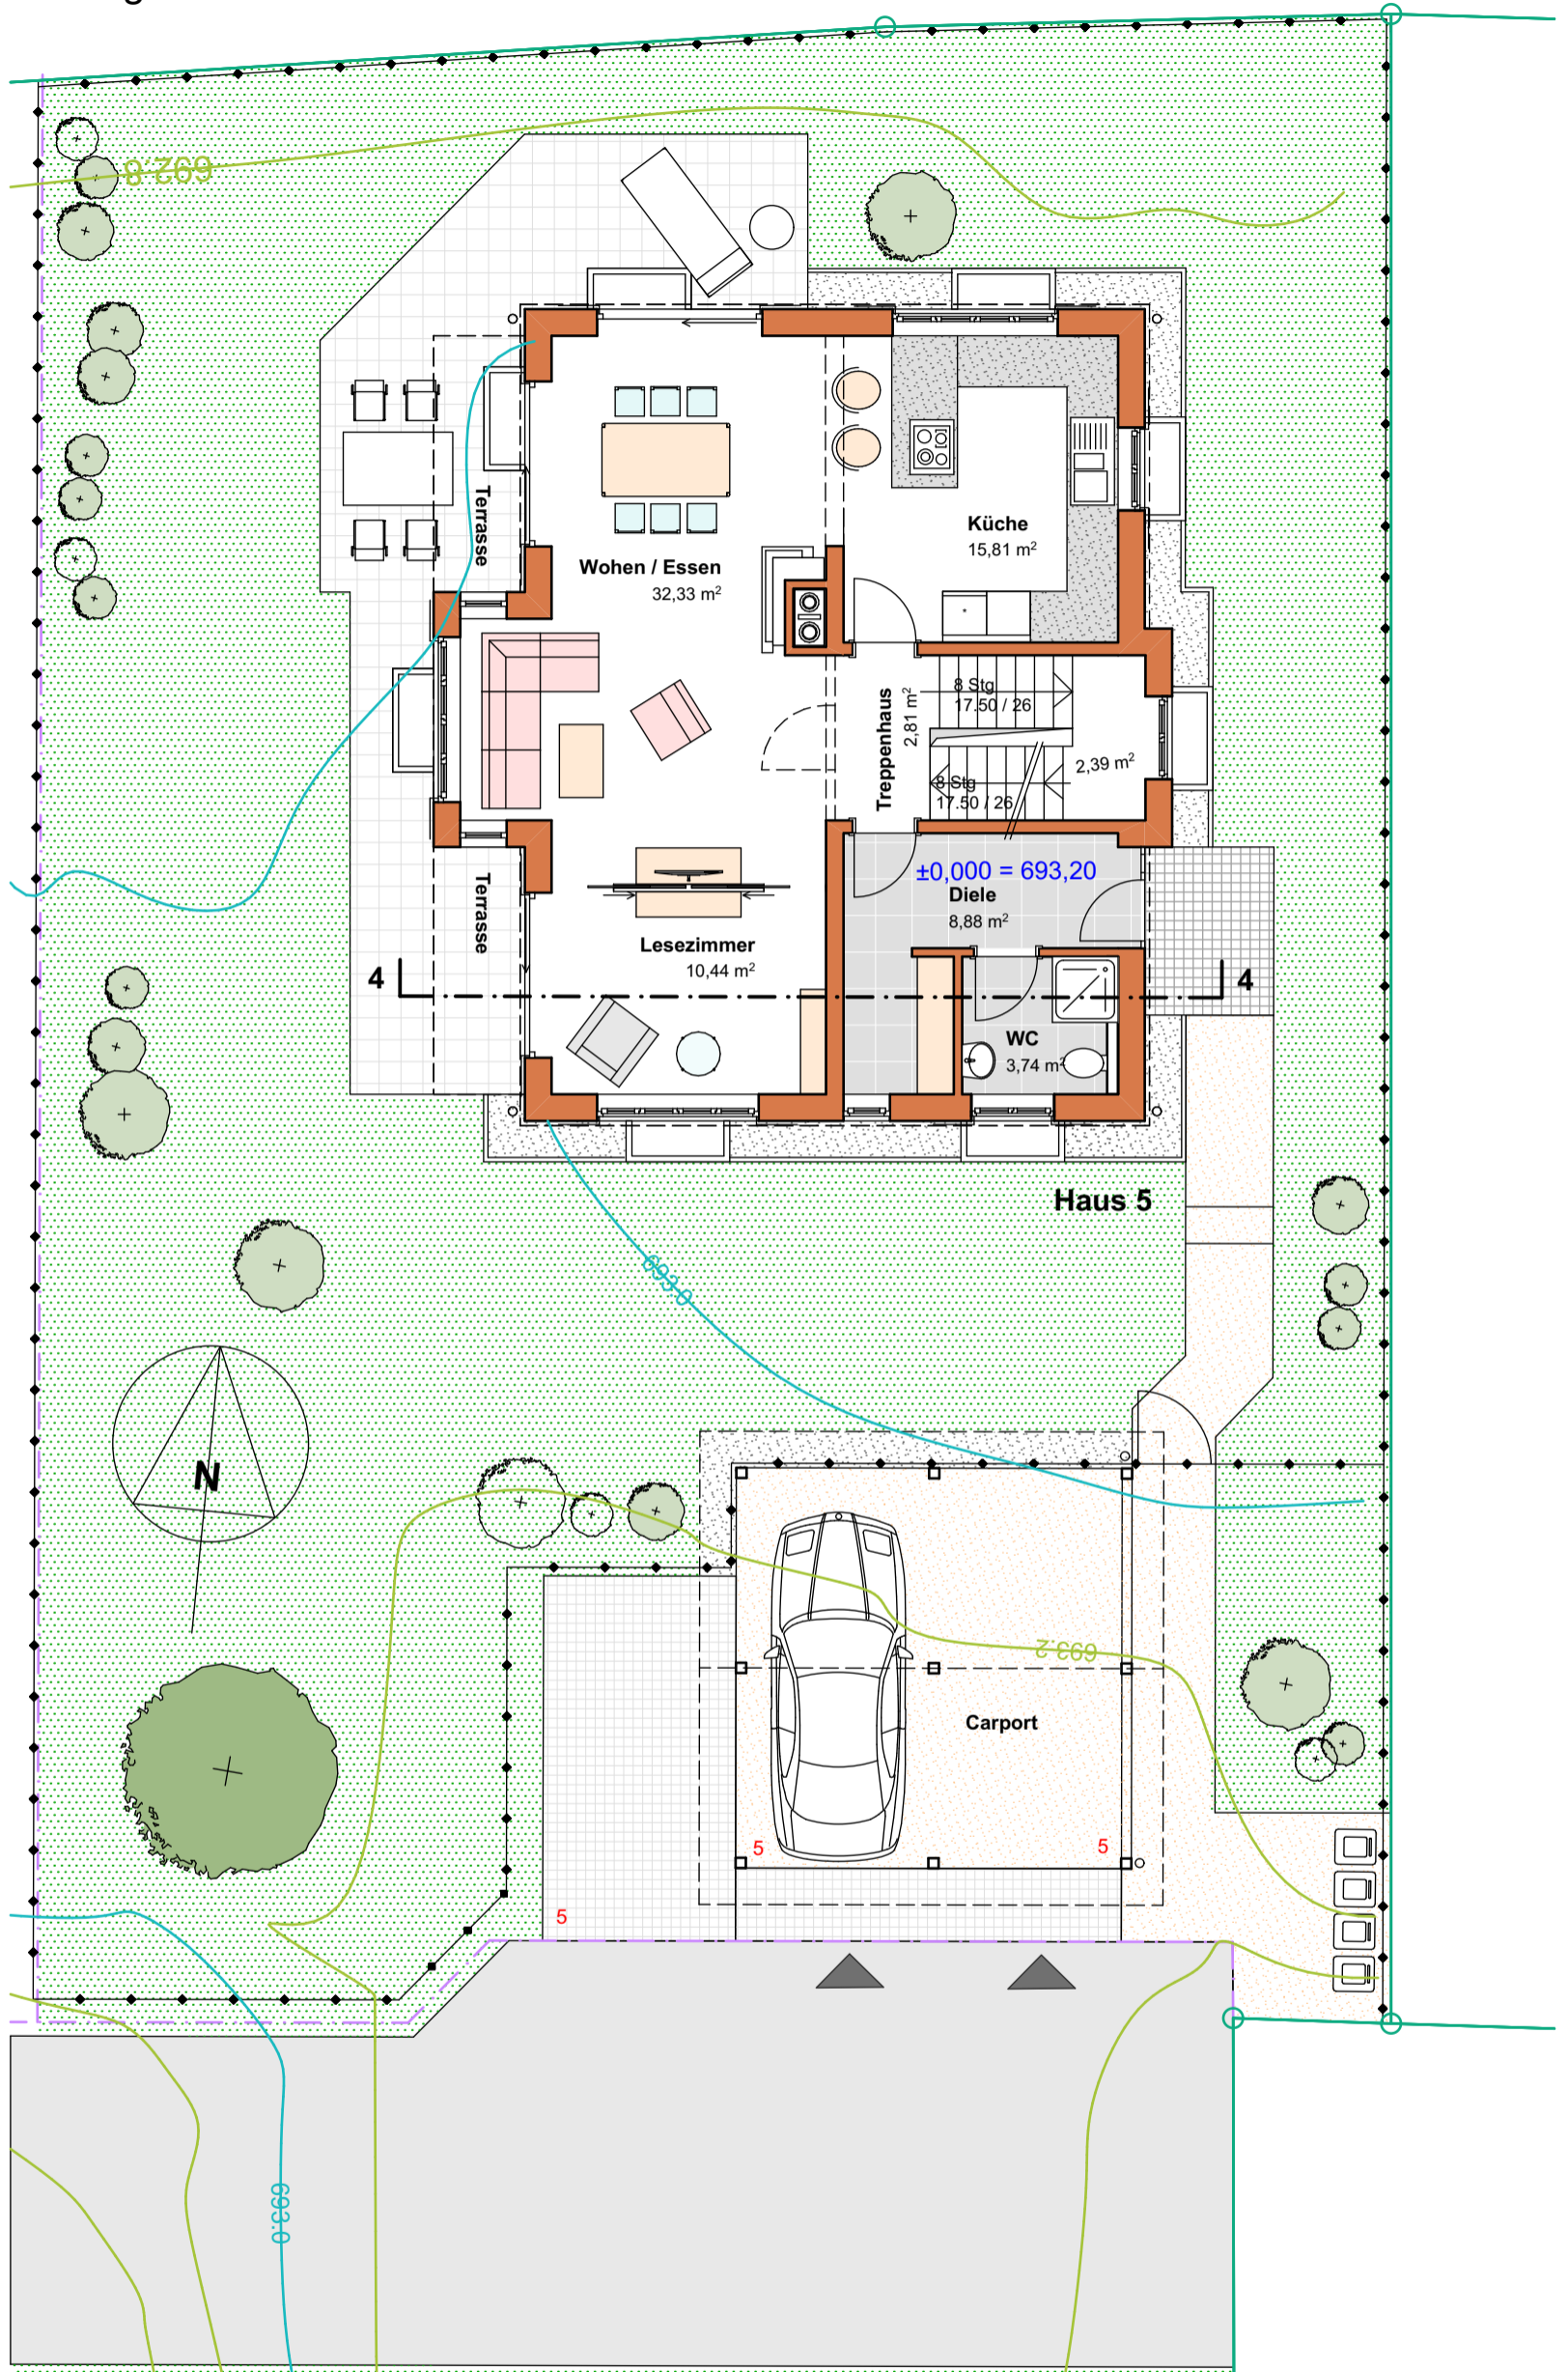 692.8
Terrasse
Wohen / Essen
32,33 m²
Küche
15,81 m²
Treppenhaus
2,81 m²
8 Stg
17.50 / 26
8 Stg
17.50 / 26
2,39 m²
±0,000 = 693,20
Diele
8,88 m²
Terrasse
Lesezimmer
10,44 m²
4
4
WC
3,74 m²
Haus 5
693.0
N
693.2
Carport
5
5
5
693.0